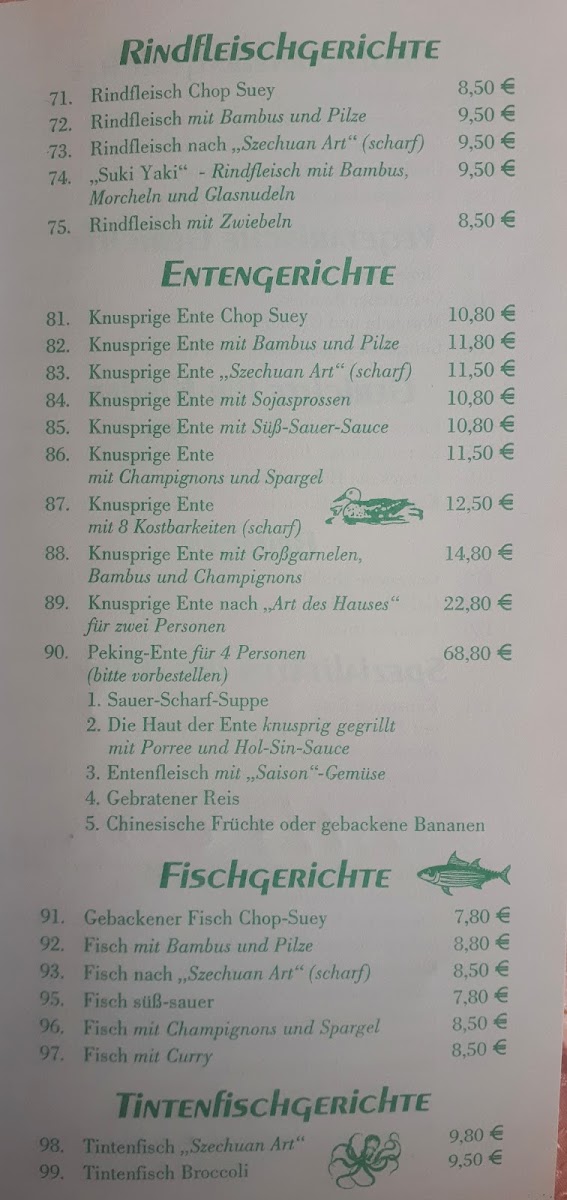 Rindfleischgerichte
71. Rindfleisch Chop Suey 8,50 €
72. Rindfleisch mit Bambus und Pilze 9,50 €
73. Rindfleisch nach „Szechuan Art“ (scharf) 9,50 €
74. „Suki Yaki“ - Rindfleisch mit Bambus, 9,50 €
Morcheln und Glasnudeln
75. Rindfleisch mit Zwiebeln 8,50 €
Entengerichte
81. Knusprige Ente Chop Suey 10,80 €
82. Knusprige Ente mit Bambus und Pilze 11,80 €
83. Knusprige Ente „Szechuan Art“ (scharf) 11,50 €
84. Knusprige Ente mit Sojasprossen 10,80 €
85. Knusprige Ente mit Süß-Sauer-Sauce 10,80 €
86. Knusprige Ente 11,50 €
mit Champignons und Spargel
87. Knusprige Ente 12,50 €
mit 8 Kostbarkeiten (scharf)
88. Knusprige Ente mit Großgarnelen, 14,80 €
Bambus und Champignons
89. Knusprige Ente nach „Art des Hauses“ 22,80 €
für zwei Personen
90. Peking-Ente für 4 Personen 68,80 €
(bitte vorbestellen)
1. Sauer-Scharf-Suppe
2. Die Haut der Ente knusprig gegrillt
mit Porree und Hol-Sin-Sauce
3. Entenfleisch mit „Saison“-Gemüse
4. Gebratener Reis
5. Chinesische Früchte oder gebackene Bananen
Fischgerichte
91. Gebackener Fisch Chop-Suey 7,80 €
92. Fisch mit Bambus und Pilze 8,80 €
93. Fisch nach „Szechuan Art“ (scharf) 8,50 €
95. Fisch süß-sauer 7,80 €
96. Fisch mit Champignons und Spargel 8,50 €
97. Fisch mit Curry 8,50 €
Tintenfischgerichte
98. Tintenfisch „Szechuan Art“ 9,80 €
99. Tintenfisch Broccoli 9,50 €